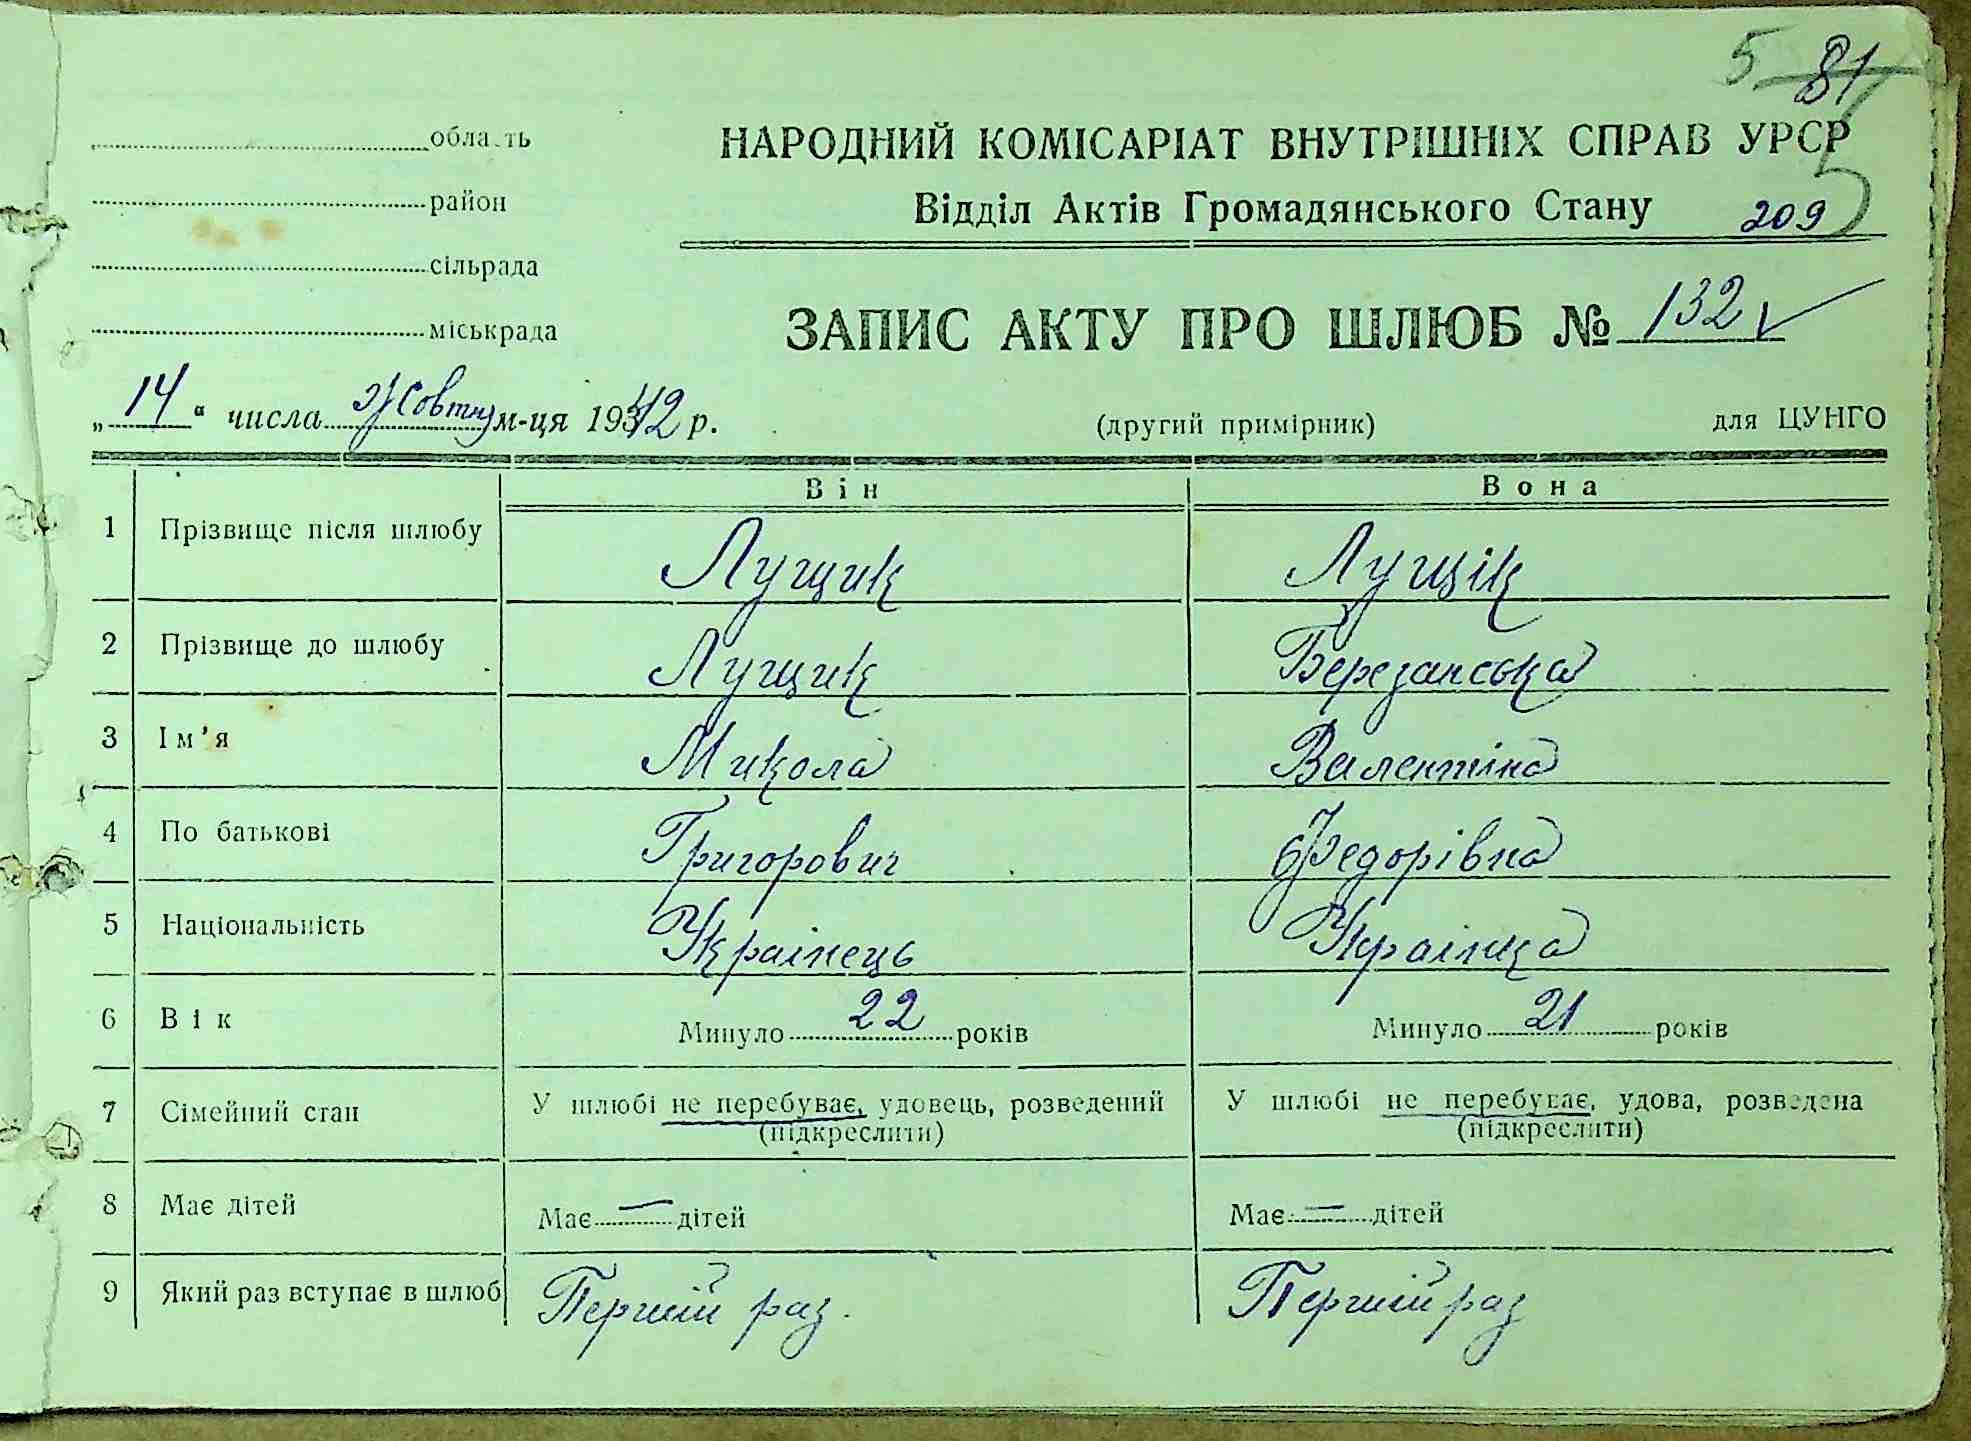 5 81
область
НАРОДНИЙ КОМІСАРІАТ ВНУТРІШНІХ СПРАВ УРСР
район
Відділ Актів Громадянського Стану 209
сільрада
міськрада
ЗАПИС АКТУ ПРО ШЛЮБ № 132
„14“ числа Жовтня м-ця 1942 р. (другий примірник) для ЦУНГО
Він Вона
1 Прізвище після шлюбу Лущик Лущік
2 Прізвище до шлюбу Лущик Березанська
3 Ім'я Микола Валентіна
4 По батькові Григорович Федорівна
5 Національність Українець Українка
6 Вік Минуло 22 років Минуло 21 років
7 Сімейний стан У шлюбі не перебуває, удовець, розведений У шлюбі не перебуває, удова, розведена
(підкреслити) (підкреслити)
8 Має дітей Має — дітей Має — дітей
9 Який раз вступає в шлюб Перший раз. Перший раз